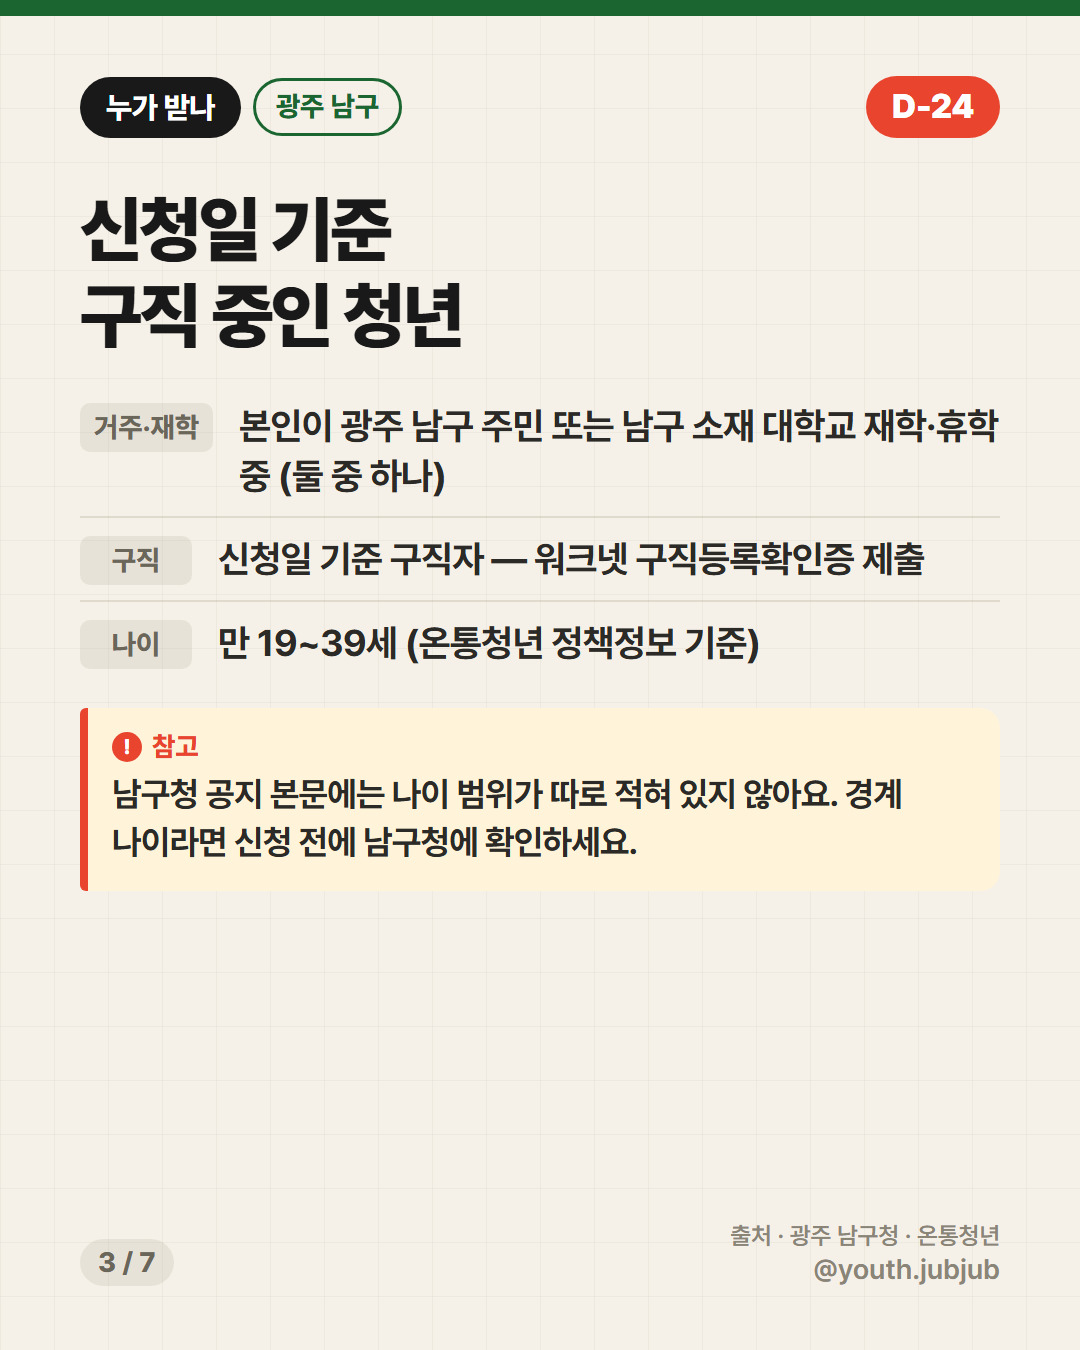 누가 받나
광주 남구
D-24
신청일 기준
구직 중인 청년
거주·재학
본인이 광주 남구 주민 또는 남구 소재 대학교 재학·휴학
중 (둘 중 하나)
구직
신청일 기준 구직자 — 워크넷 구직등록확인증 제출
나이
만 19~39세 (온통청년 정책정보 기준)
! 참고
남구청 공지 본문에는 나이 범위가 따로 적혀 있지 않아요. 경계
나이라면 신청 전에 남구청에 확인하세요.
3 / 7
출처 · 광주 남구청 · 온통청년
@youth.jubjub